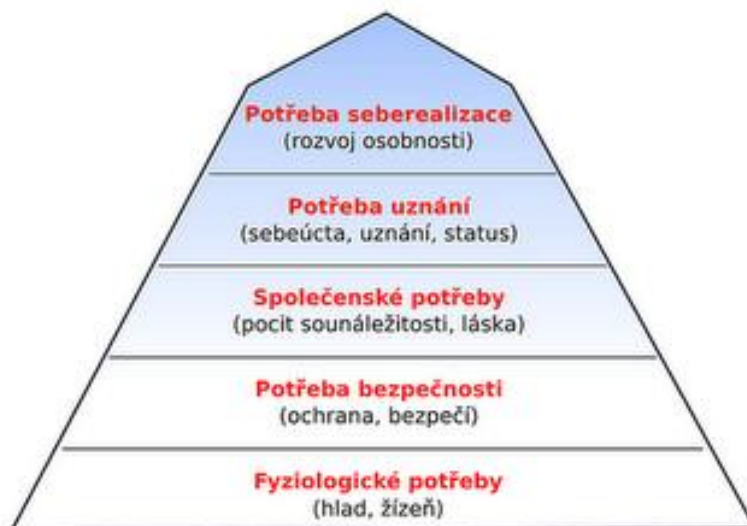 Potřeba seberealizace
(rozvoj osobnosti)
Potřeba uznání
(sebeúcta, uznání, status)
Společenské potřeby
(pocit sounáležitosti, láska)
Potřeba bezpečnosti
(ochrana, bezpečí)
Fyziologické potřeby
(hlad, žízeň)